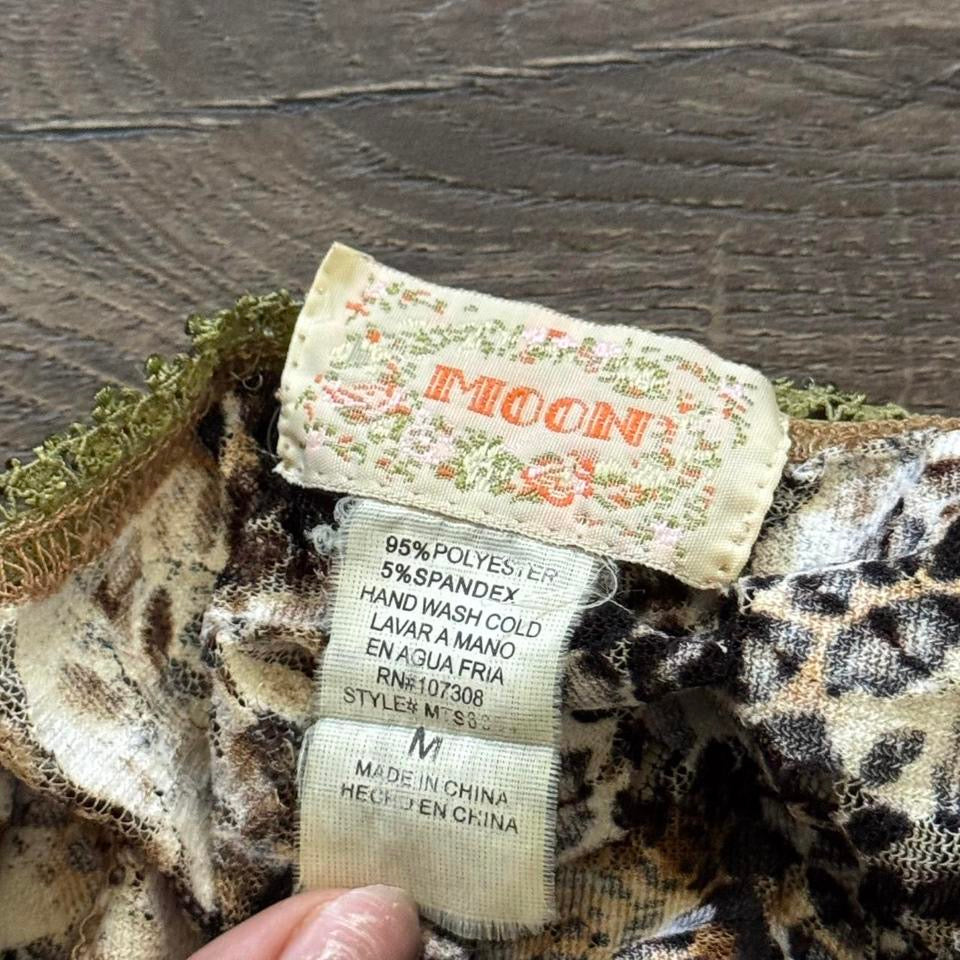 MOON
95%POLYESTER
5%SPANDEX
HAND WASH COLD
LAVAR A MANO
EN AGUA FRIA
RN#107308
STYLE#
M
MADE IN CHINA
HECHO EN CHINA